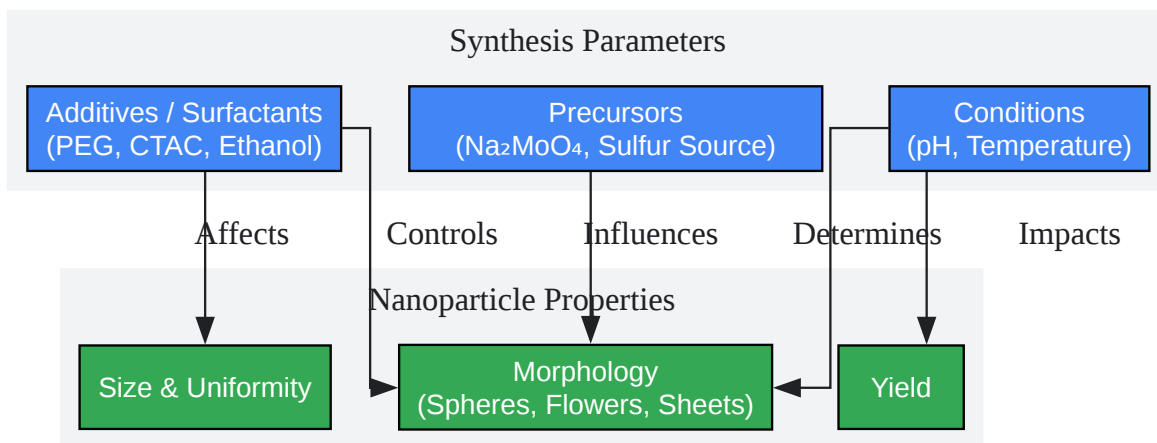 Synthesis Parameters
Additives / Surfactants
(PEG, CTAC, Ethanol)
Precursors
(Na₂MoO₄, Sulfur Source)
Conditions
(pH, Temperature)
Affects
Controls
Influences
Determines
Impacts
Nanoparticle Properties
Size & Uniformity
Morphology
(Spheres, Flowers, Sheets)
Yield